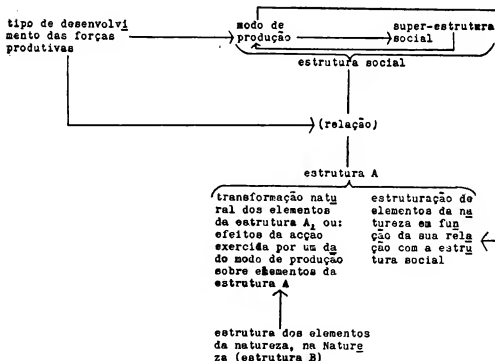 tipo de desenvolvi
mento das forças
produtivas
modo de
produção
super-estrutura
social
estrutura social
(relação)
estrutura A
transformação natu
ral dos elementos
da estrutura A, ou:
efeitos da acção
exercida por um da
do modo de produção
sobre elementos da
estrutura A
estruturação de
elementos da na
tureza em fun
ção da sua rela
ção com a estru
tura social
estrutura dos elementos
da natureza, na Nature
za (estrutura B)